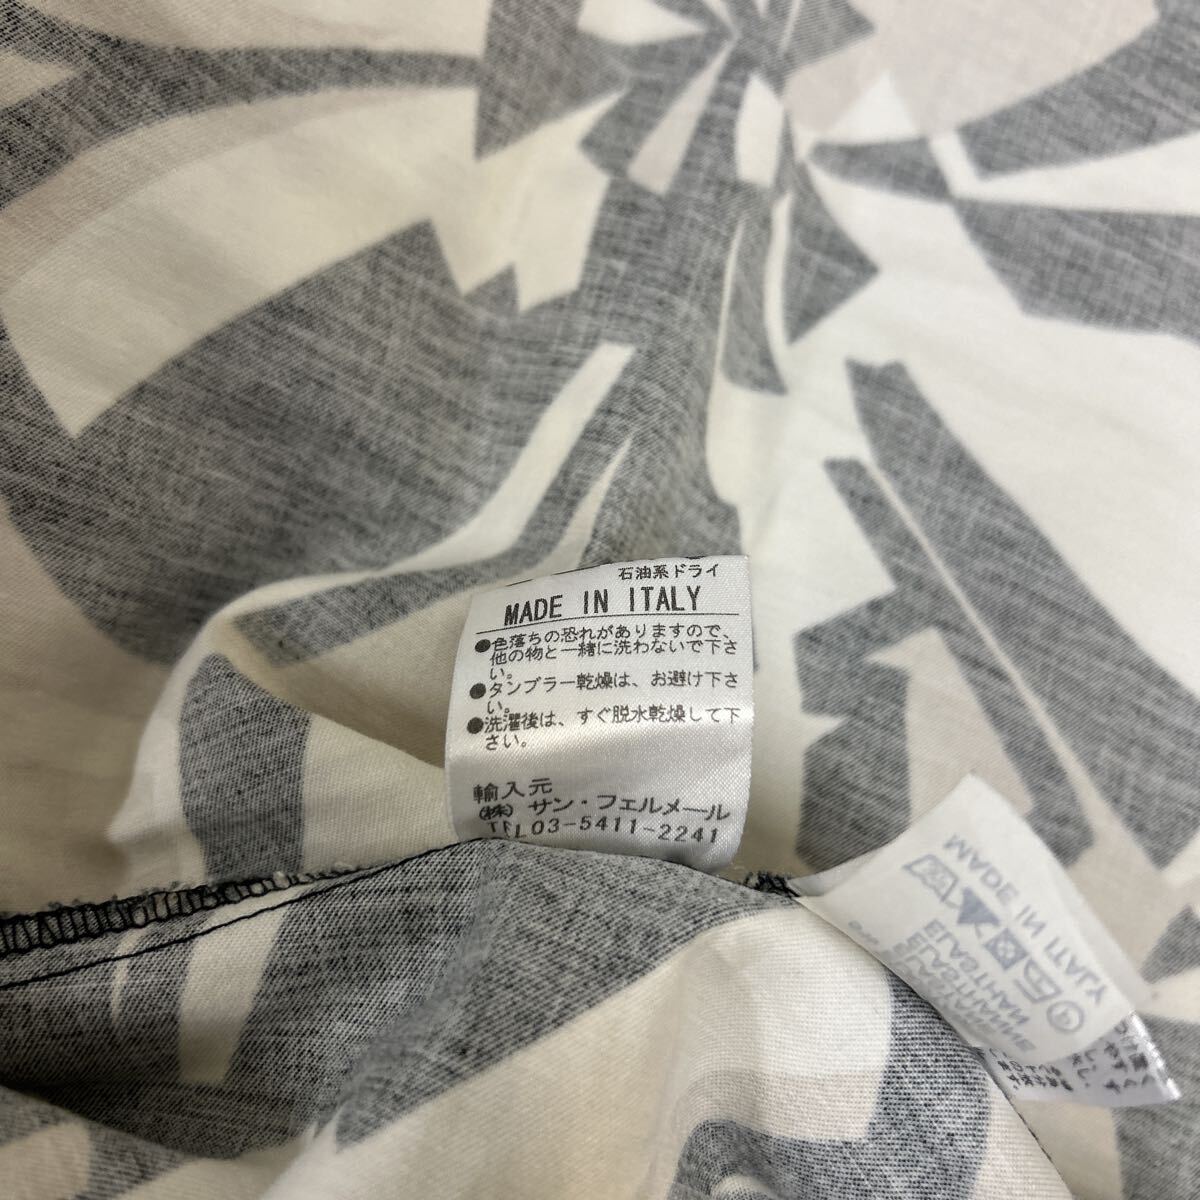 石油系ドライ
MADE IN ITALY
●色落ちの恐れがありますので、
他の物と一緒に洗わないで下さ
い。
●タンブラー乾燥は、お避け下さ
い。
●洗濯後は、すぐ脱水乾燥して下
さい。
輸入元
(株) サン・フェルメール
TEL03-5411-2241
MADE IN ITALY